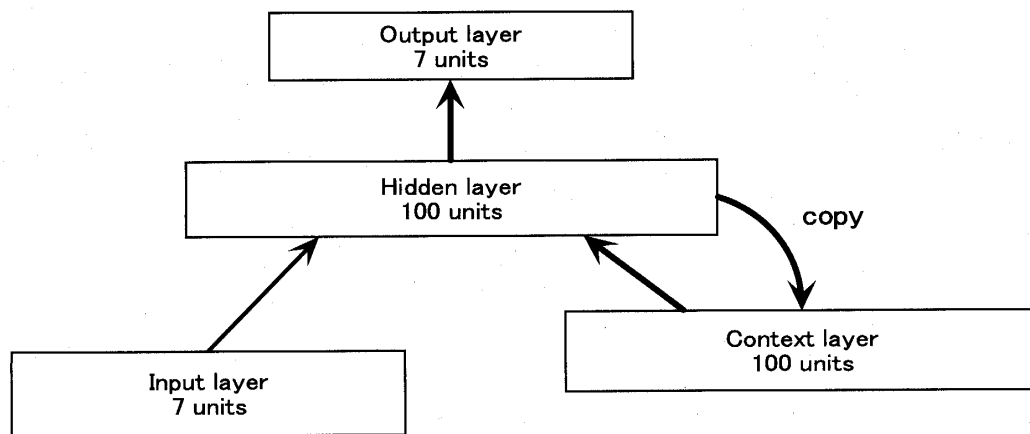 Output layer
7 units
Hidden layer
100 units
copy
Context layer
100 units
Input layer
7 units